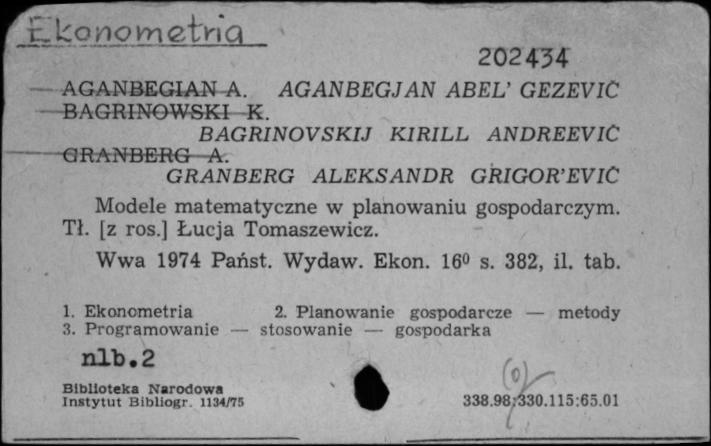 Ekonometria
202434
AGANBEGIAN A. AGANBEGJAN ABEL' GEZEVIČ
BAGRINOWSKI K.
BAGRINOVSKIJ KIRILL ANDREEVIČ
GRANBERG A.
GRANBERG ALEKSANDR GRIGOR'EVIČ
Modele matematyczne w planowaniu gospodarczym.
Tł. [z ros.] Łucja Tomaszewicz.
Wwa 1974 Państ. Wydaw. Ekon. 16⁰ s. 382, il. tab.
1. Ekonometria 2. Planowanie gospodarcze — metody
3. Programowanie — stosowanie — gospodarka
nlb.2
Biblioteka Narodowa
(0)
Instytut Bibliogr. 1134/75 338.98:330.115:65.01